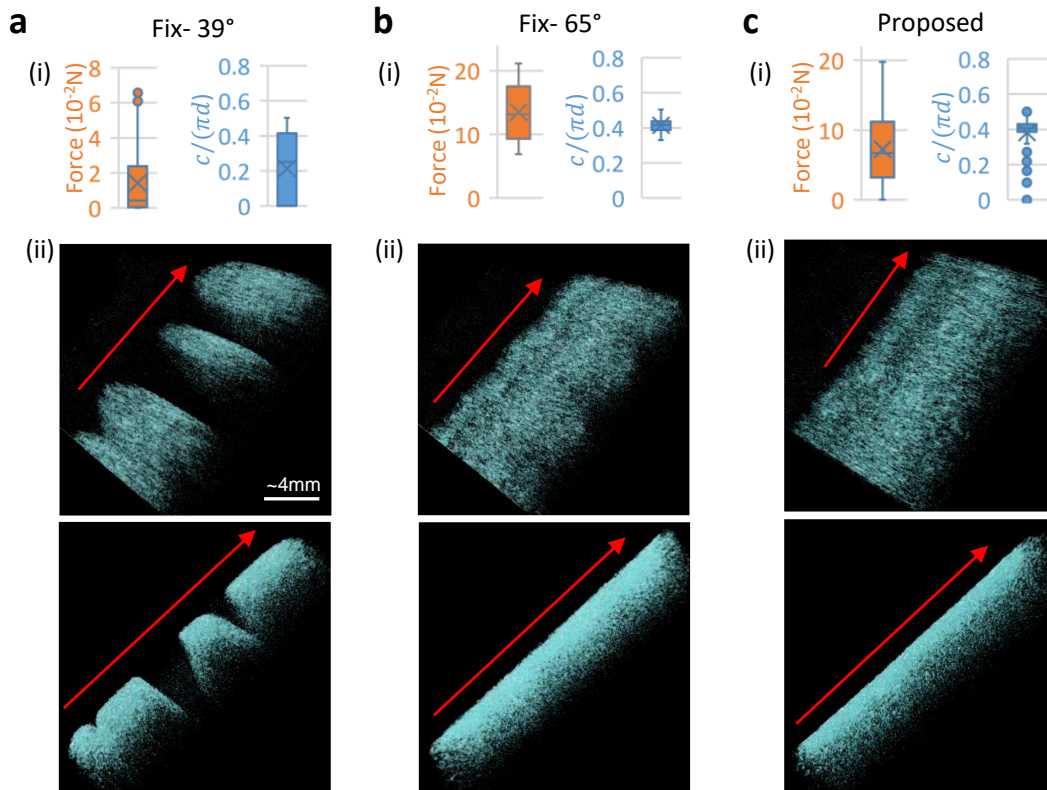 a
Fix- 39°
b
Fix- 65°
c
Proposed
(i)
Force (10⁻²N)
8
6
4
2
0
c/(πd)
0.8
0.6
0.4
0.2
0
(i)
Force (10⁻²N)
20
10
0
c/(πd)
0.8
0.6
0.4
0.2
0
(i)
Force (10⁻²N)
20
10
0
c/(πd)
0.8
0.6
0.4
0.2
0
(ii)
~4mm
(ii)
(ii)